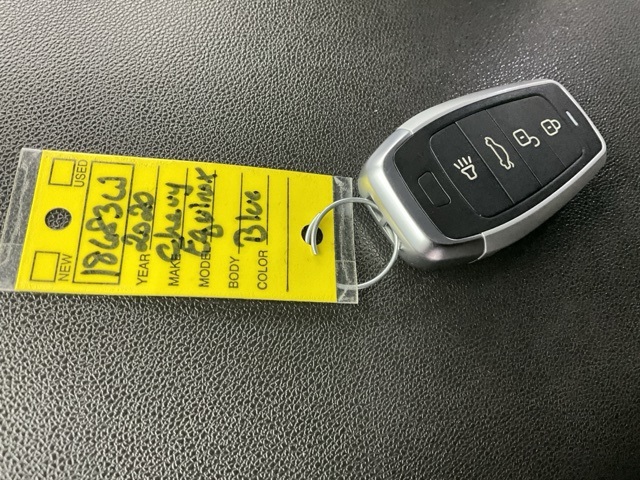 NEW USED
18683W
YEAR 2020
MAKE Chevy
MODEL Equinox
BODY
COLOR Blue